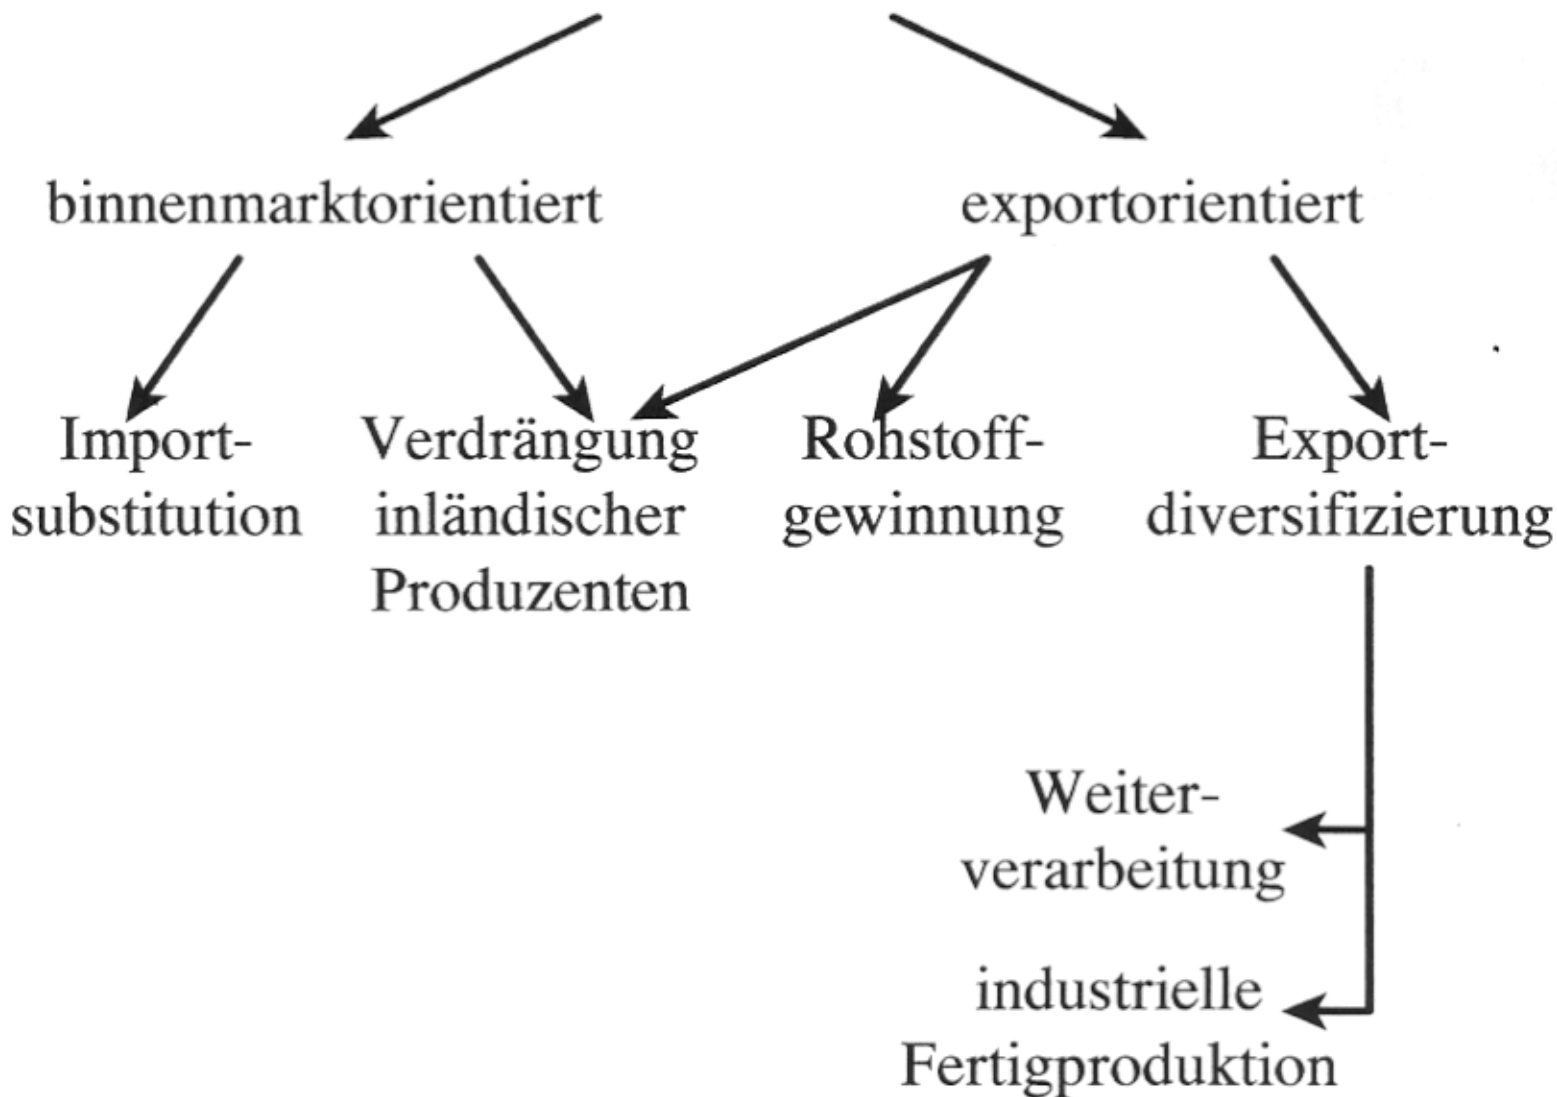 binnenmarktorientiert
exportorientiert
Import-
substitution
Verdrängung
inländischer
Produzenten
Rohstoff-
gewinnung
Export-
diversifizierung
Weiter-
verarbeitung
industrielle
Fertigproduktion